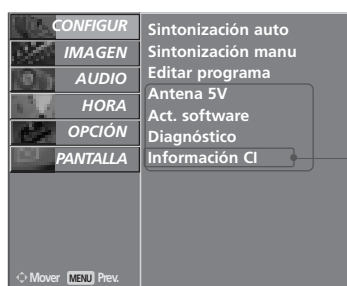 CONFIGUR
IMAGEN
AUDIO
HORA
OPCIÓN
PANTALLA
Sintonización auto
Sintonización manu
Editar programa
Antena 5V
Act. software
Diagnóstico
Información CI
Mover MENU Prev.